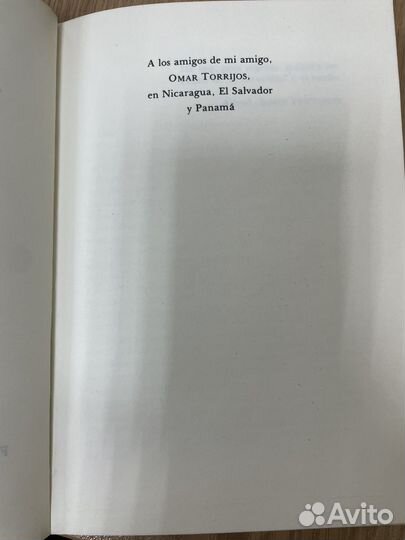 A los amigos de mi amigo,
OMAR TORRIJOS,
en Nicaragua, El Salvador
y Panamá
Avito